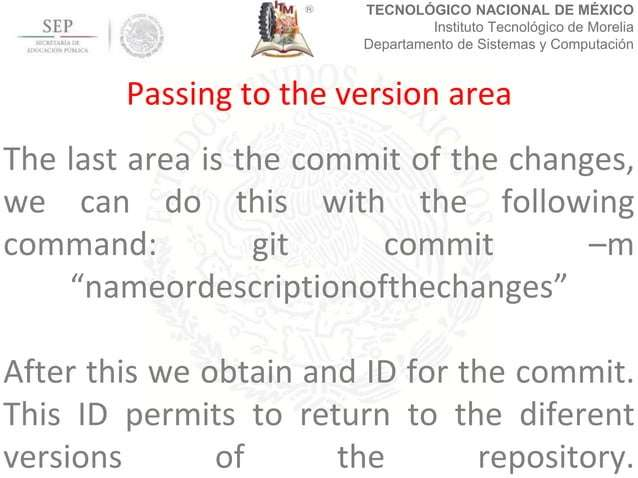 SEP
SECRETARÍA DE
EDUCACIÓN PÚBLICA
ITM
®
TECNOLÓGICO NACIONAL DE MÉXICO
Instituto Tecnológico de Morelia
Departamento de Sistemas y Computación
Passing to the version area
The last area is the commit of the changes,
we can do this with the following
command: git commit –m
“nameordescriptionofthechanges”
After this we obtain and ID for the commit.
This ID permits to return to the diferent
versions of the repository.